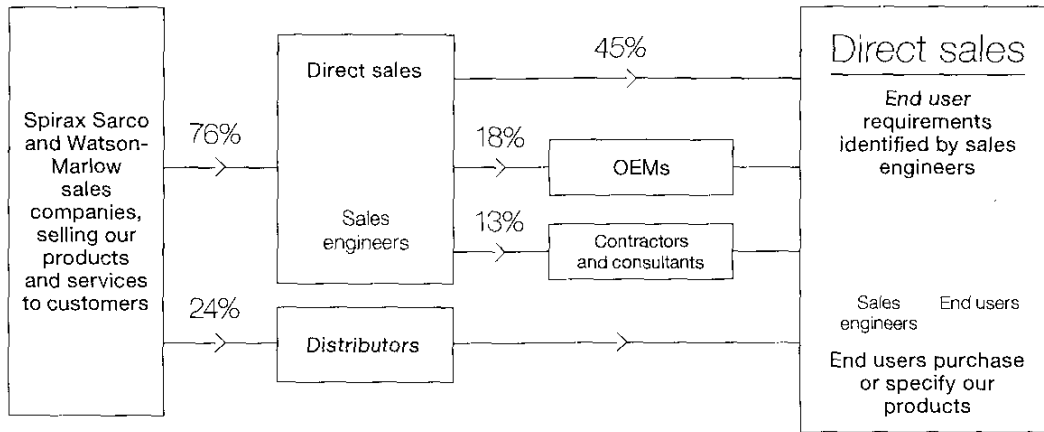 Spirax Sarco
and Watson-
Marlow
sales
companies,
selling our
products
and services
to customers
76%
24%
Direct sales
Sales
engineers
Distributors
45%
18%
OEMs
13%
Contractors
and consultants
Direct sales
End user
requirements
identified by sales
engineers
Sales
engineers
End users
End users purchase
or specify our
products